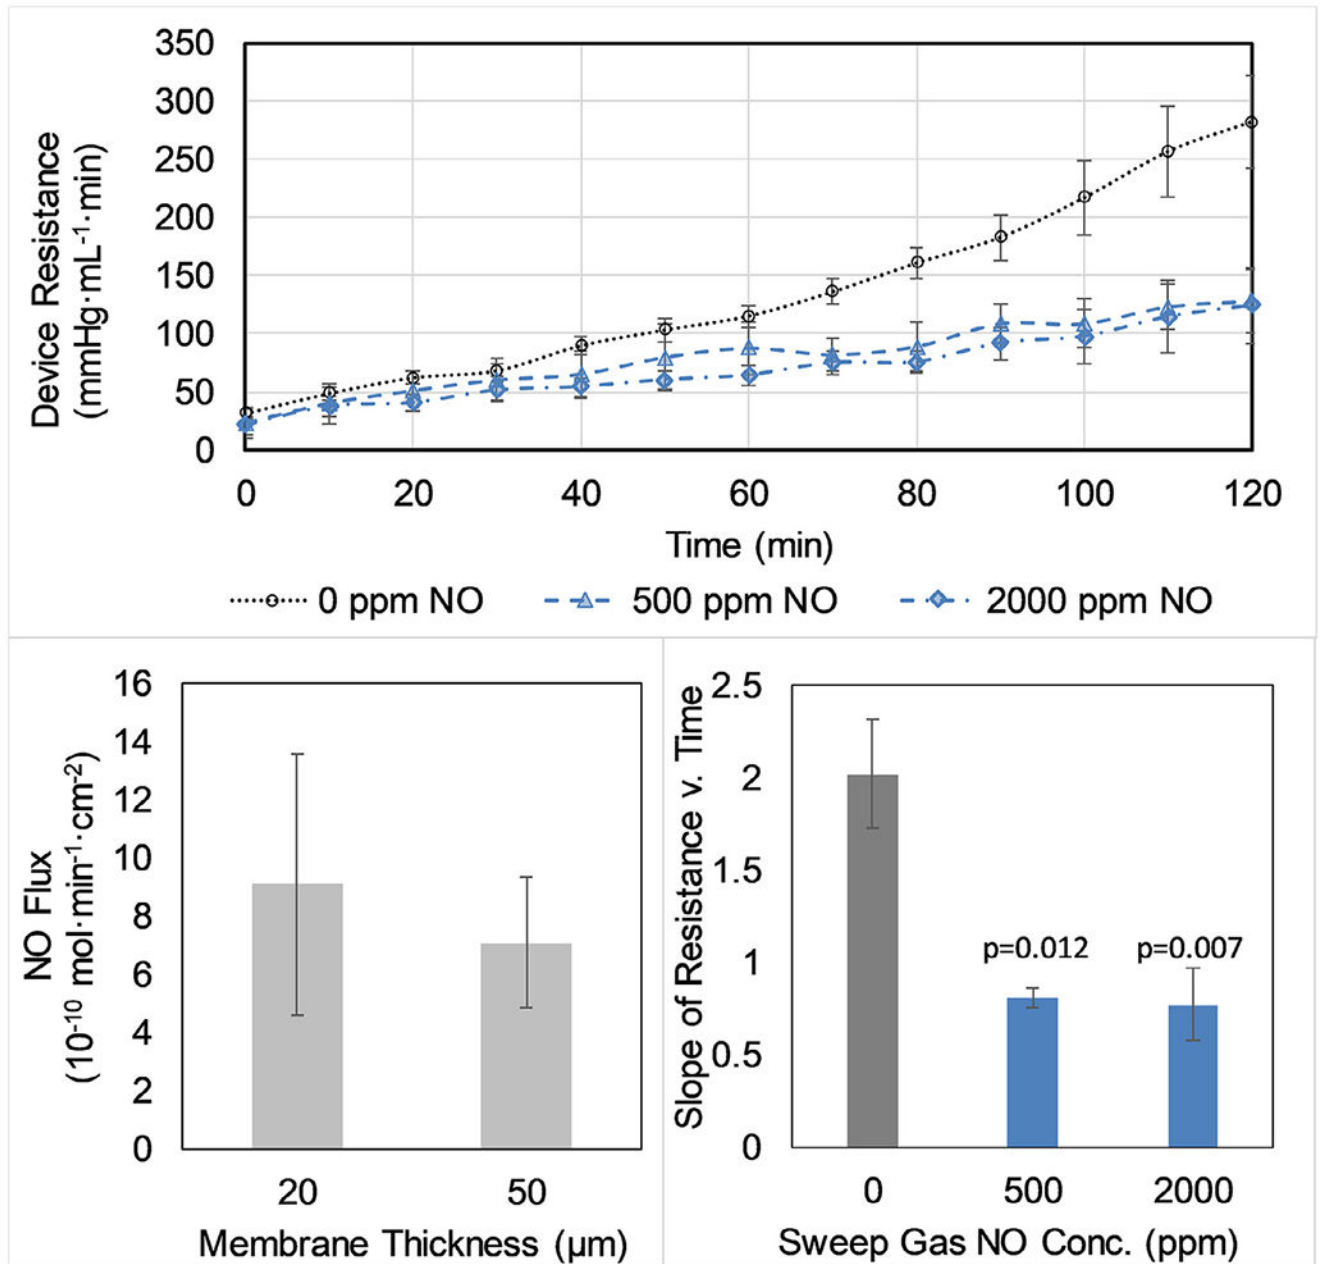 350
300
250
200
150
100
50
0
Device Resistance
(mmHg·mL⁻¹·min)
0 20 40 60 80 100 120
Time (min)
0 ppm NO 500 ppm NO 2000 ppm NO
16
14
12
10
8
6
4
2
0
NO Flux
(10⁻¹⁰ mol·min⁻¹·cm⁻²)
20 50
Membrane Thickness (µm)
2.5
2
1.5
1
0.5
0
Slope of Resistance v. Time
p=0.012 p=0.007
0 500 2000
Sweep Gas NO Conc. (ppm)